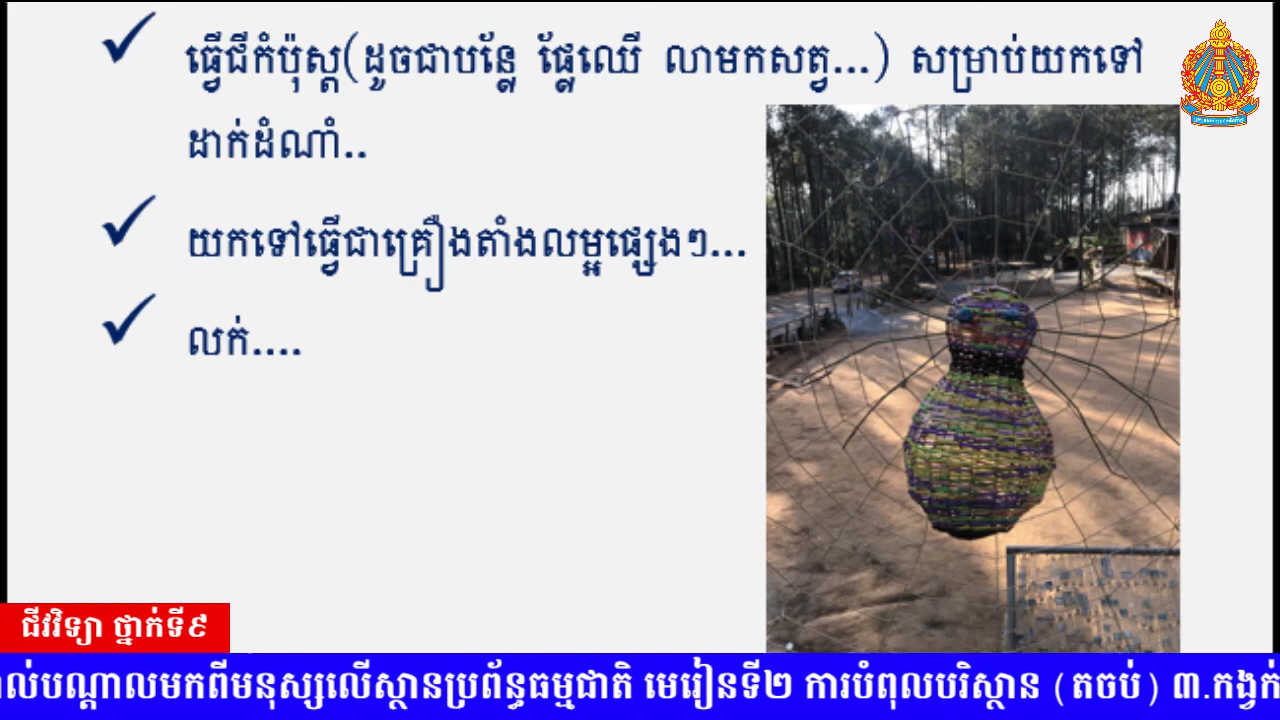 ធ្វើជីកំប៉ុស្ត(ដូចជាបន្លែ ផ្លែឈើ លាមកសត្វ...) សម្រាប់យកទៅ
ដាក់ដំណាំ..
យកទៅធ្វើជាគ្រឿងតាំងលម្អផ្សេងៗ...
លក់....
ជីវវិទ្យា ថ្នាក់ទី៩
ល់បណ្តាលមកពីមនុស្សលើស្ថានប្រព័ន្ធធម្មជាតិ មេរៀនទី២ ការបំពុលបរិស្ថាន (តចប់) ៣.កង្វក់